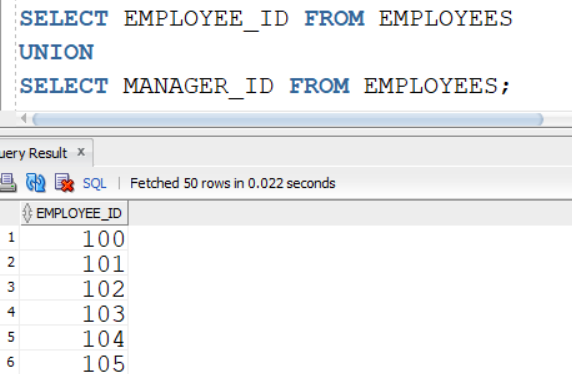 SELECT EMPLOYEE_ID FROM EMPLOYEES
UNION
SELECT MANAGER_ID FROM EMPLOYEES;
uery Result x
SQL | Fetched 50 rows in 0.022 seconds
EMPLOYEE_ID
1 100
2 101
3 102
4 103
5 104
6 105